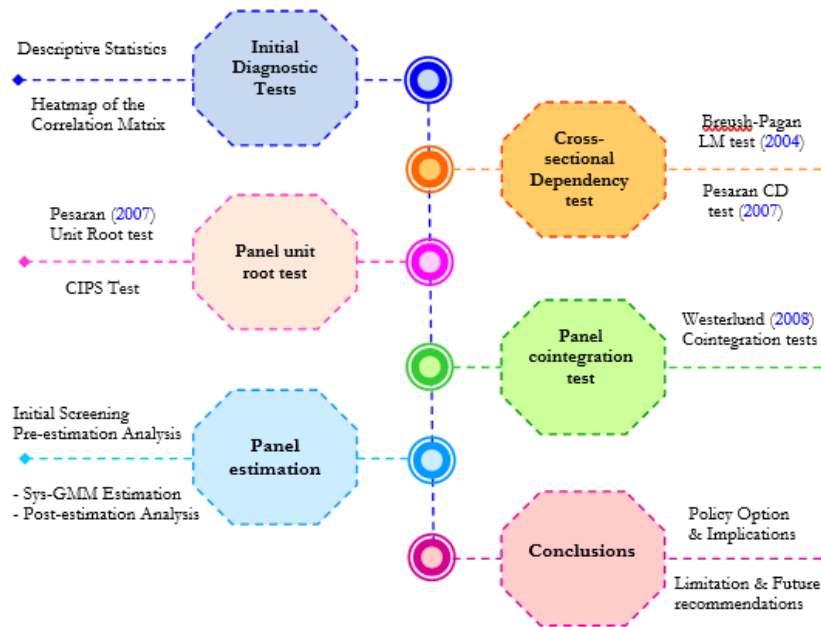 Descriptive Statistics
Heatmap of the
Correlation Matrix
Initial
Diagnostic
Tests
Cross-
sectional
Dependency
test
Breush-Pagan
LM test (2004)
Pesaran CD
test (2007)
Pesaran (2007)
Unit Root test
CIPS Test
Panel unit
root test
Panel
cointegration
test
Westerlund (2008)
Cointegration tests
Initial Screening
Pre-estimation Analysis
- Sys-GMM Estimation
- Post-estimation Analysis
Panel
estimation
Conclusions
Policy Option
& Implications
Limitation & Future
recommendations